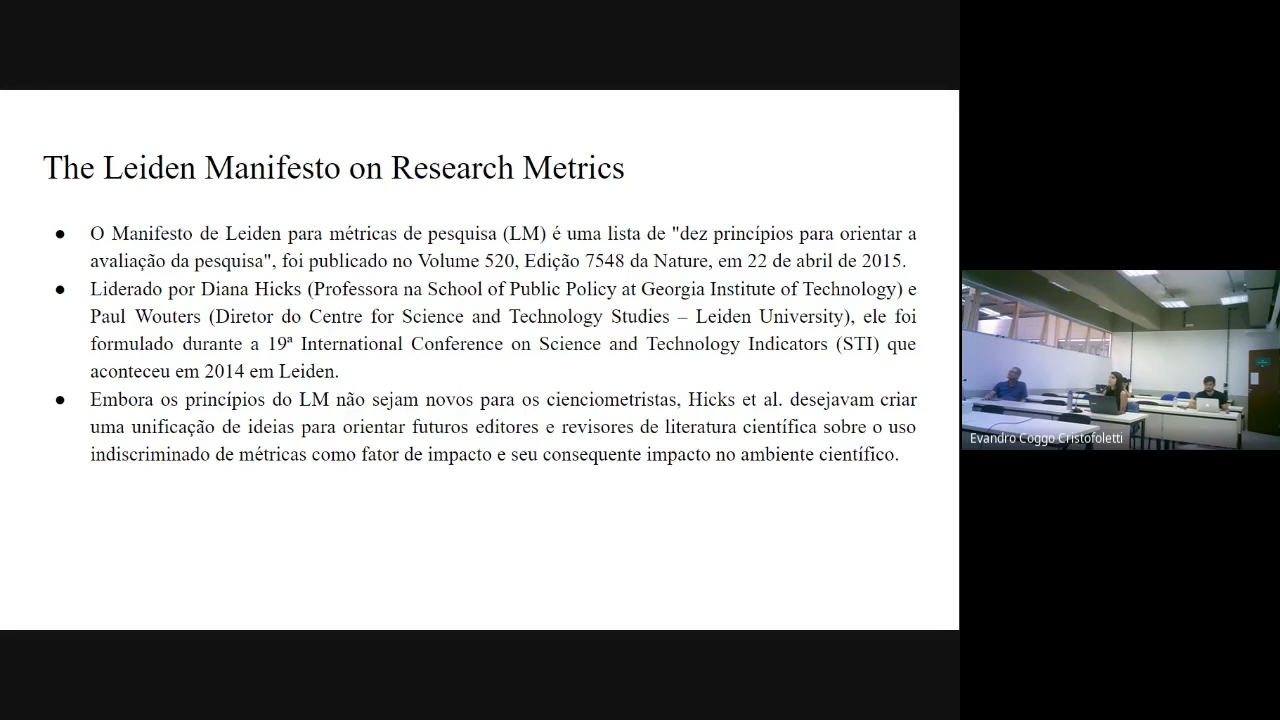 The Leiden Manifesto on Research Metrics
● O Manifesto de Leiden para métricas de pesquisa (LM) é uma lista de "dez princípios para orientar a
avaliação da pesquisa", foi publicado no Volume 520, Edição 7548 da Nature, em 22 de abril de 2015.
● Liderado por Diana Hicks (Professora na School of Public Policy at Georgia Institute of Technology) e
Paul Wouters (Diretor do Centre for Science and Technology Studies – Leiden University), ele foi
formulado durante a 19ª International Conference on Science and Technology Indicators (STI) que
aconteceu em 2014 em Leiden.
● Embora os princípios do LM não sejam novos para os cienciometristas, Hicks et al. desejavam criar
uma unificação de ideias para orientar futuros editores e revisores de literatura científica sobre o uso
indiscriminado de métricas como fator de impacto e seu consequente impacto no ambiente científico.
Evandro Coggo Cristofoletti